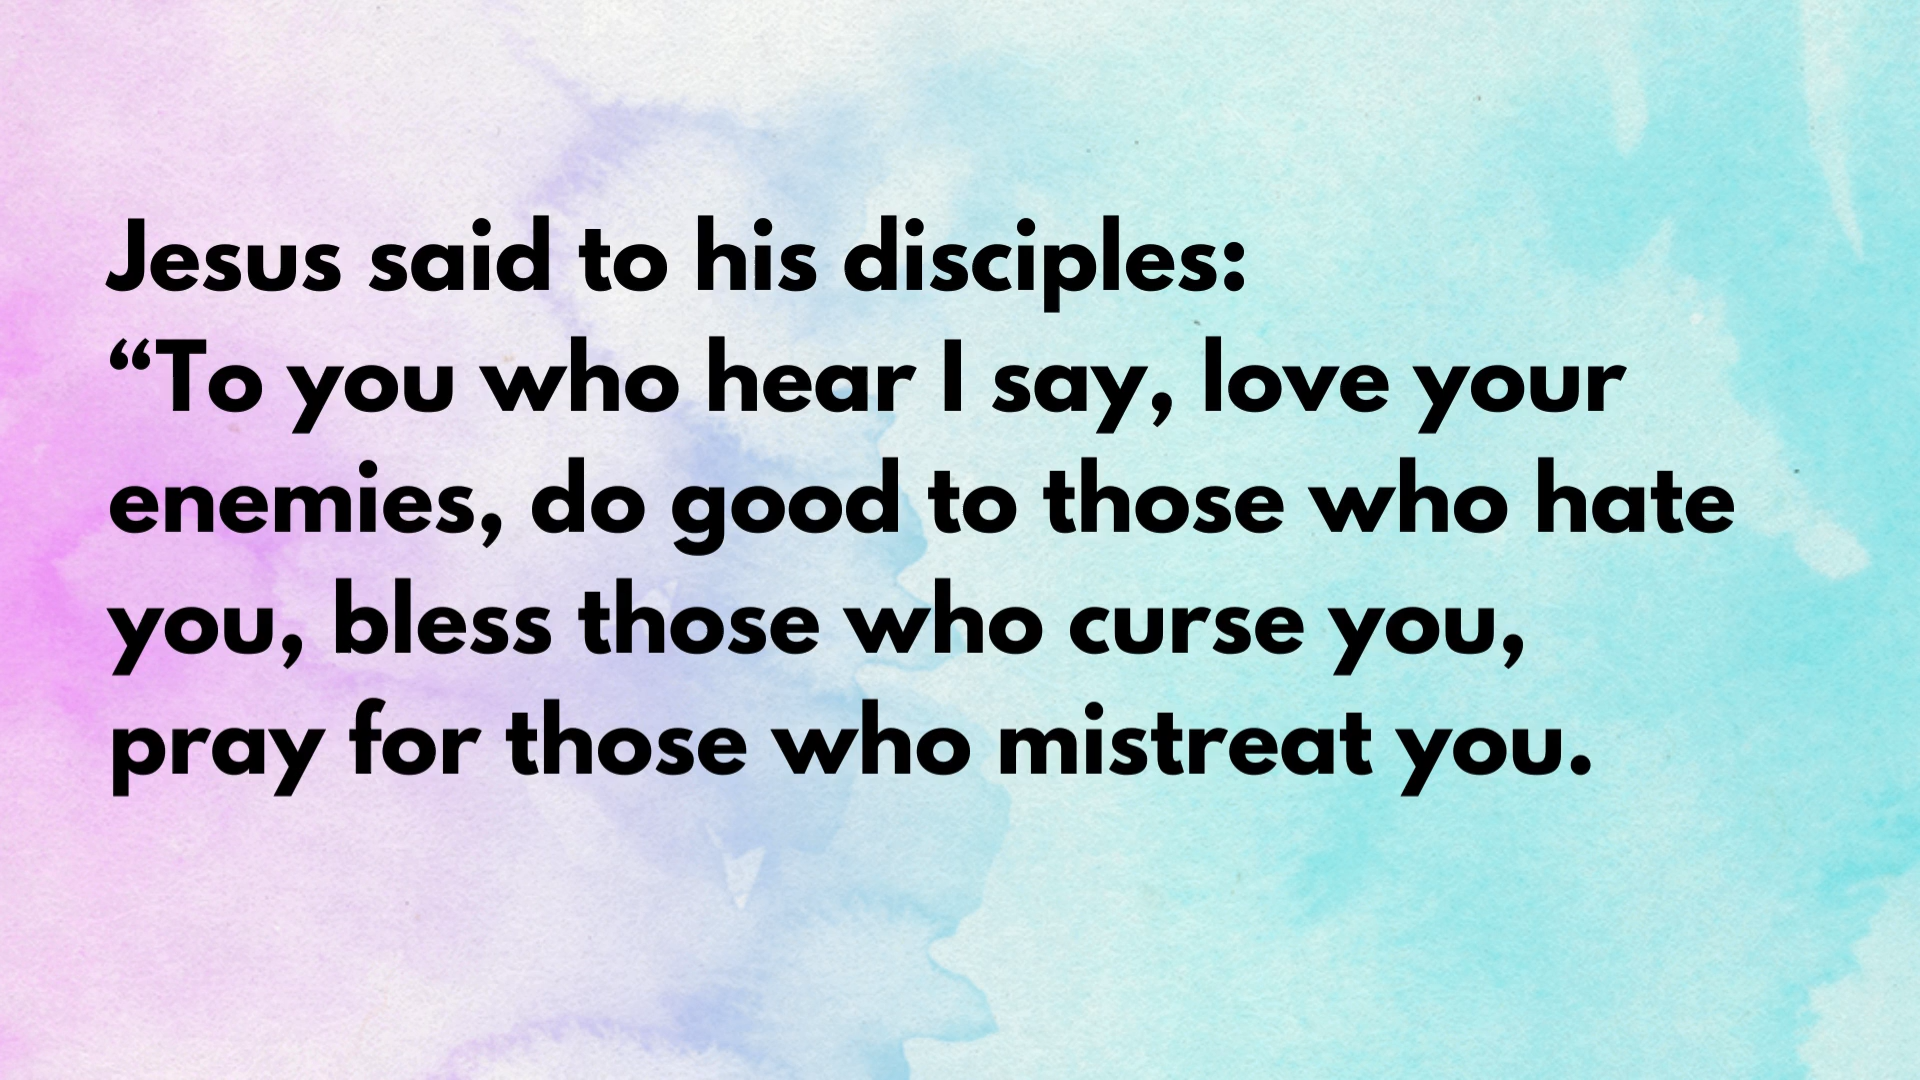 Jesus said to his disciples:
“To you who hear I say, love your
enemies, do good to those who hate
you, bless those who curse you,
pray for those who mistreat you.